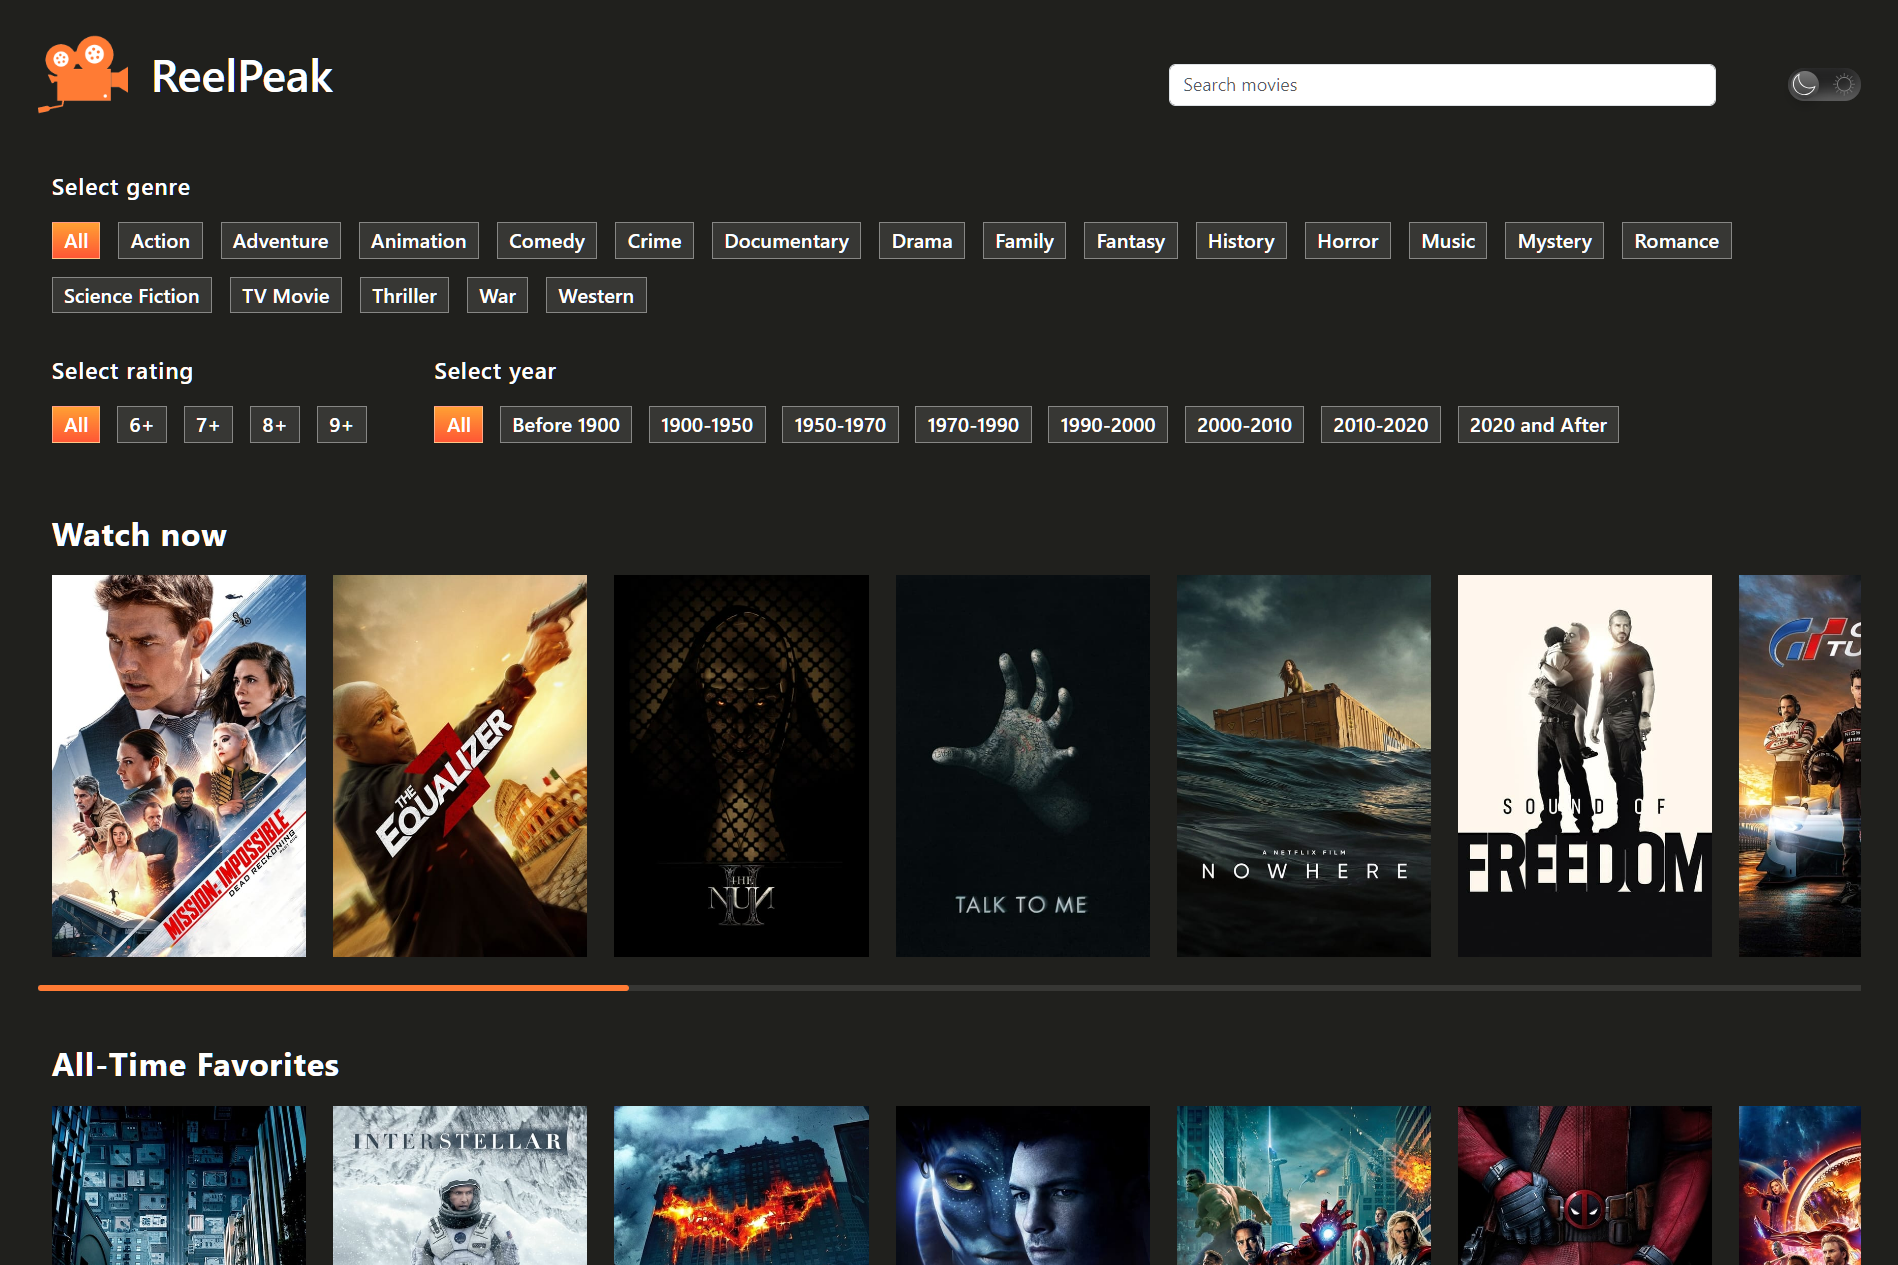 ReelPeak
Search movies
Select genre
All Action Adventure Animation Comedy Crime Documentary Drama Family Fantasy History Horror Music Mystery Romance
Science Fiction TV Movie Thriller War Western
Select rating
Select year
All 6+ 7+ 8+ 9+
All Before 1900 1900-1950 1950-1970 1970-1990 1990-2000 2000-2010 2010-2020 2020 and After
Watch now
MISSION: IMPOSSIBLE
DEAD RECKONING
THE
EQUALIZER
3
THE
NUN
II
TALK TO ME
A NETFLIX FILM
NOWHERE
SOUND OF
FREEDOM
TU
All-Time Favorites
INTERSTELLAR